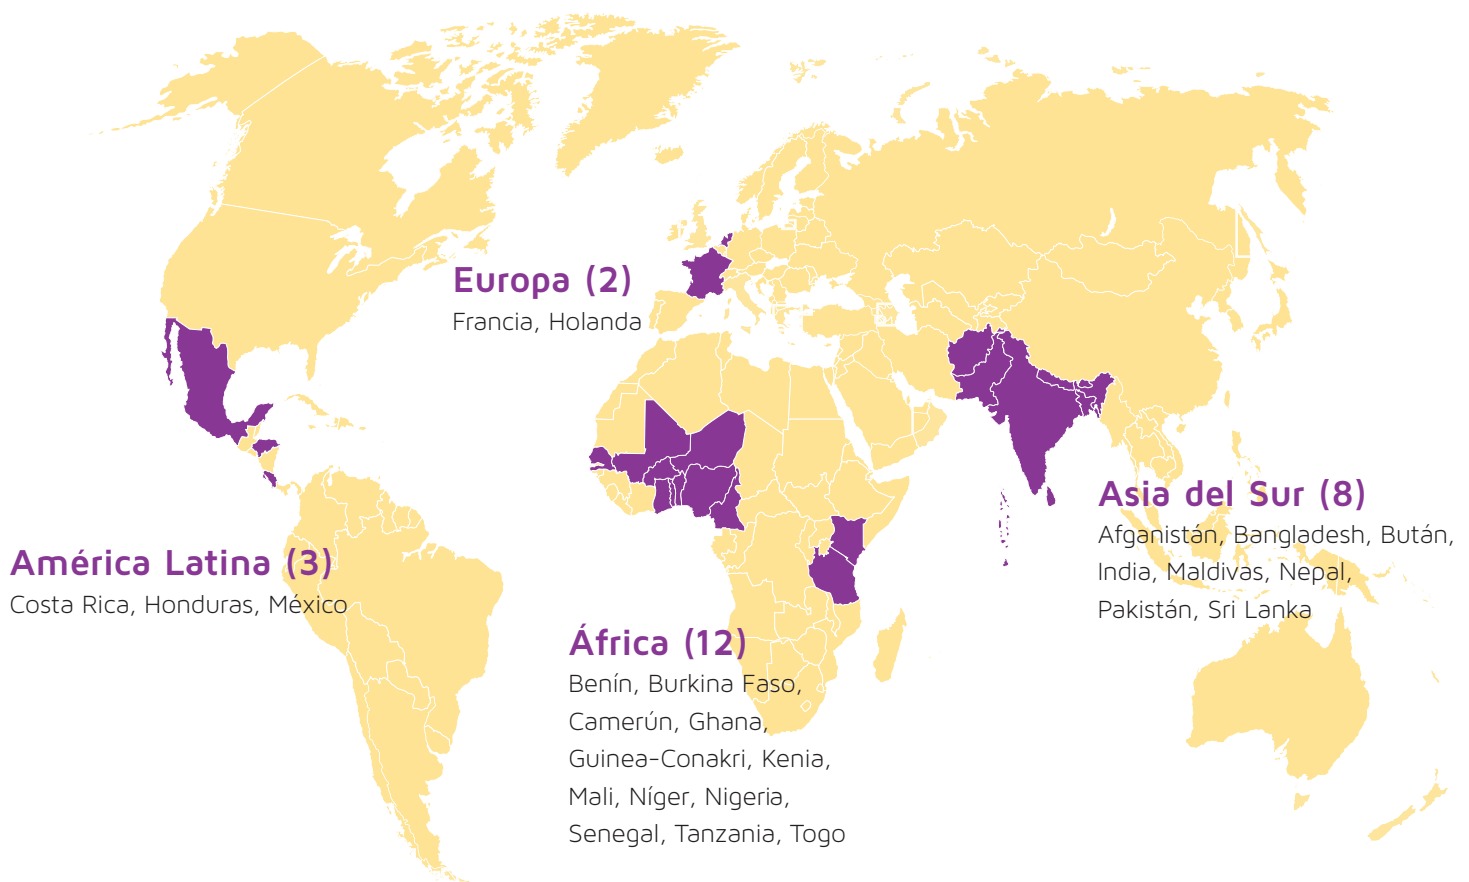 Europa (2)
Francia, Holanda
Asia del Sur (8)
Afganistán, Bangladesh, Bután,
India, Maldivas, Nepal,
Pakistán, Sri Lanka
América Latina (3)
Costa Rica, Honduras, México
África (12)
Benín, Burkina Faso,
Camerún, Ghana,
Guinea-Conakri, Kenia,
Mali, Níger, Nigeria,
Senegal, Tanzania, Togo